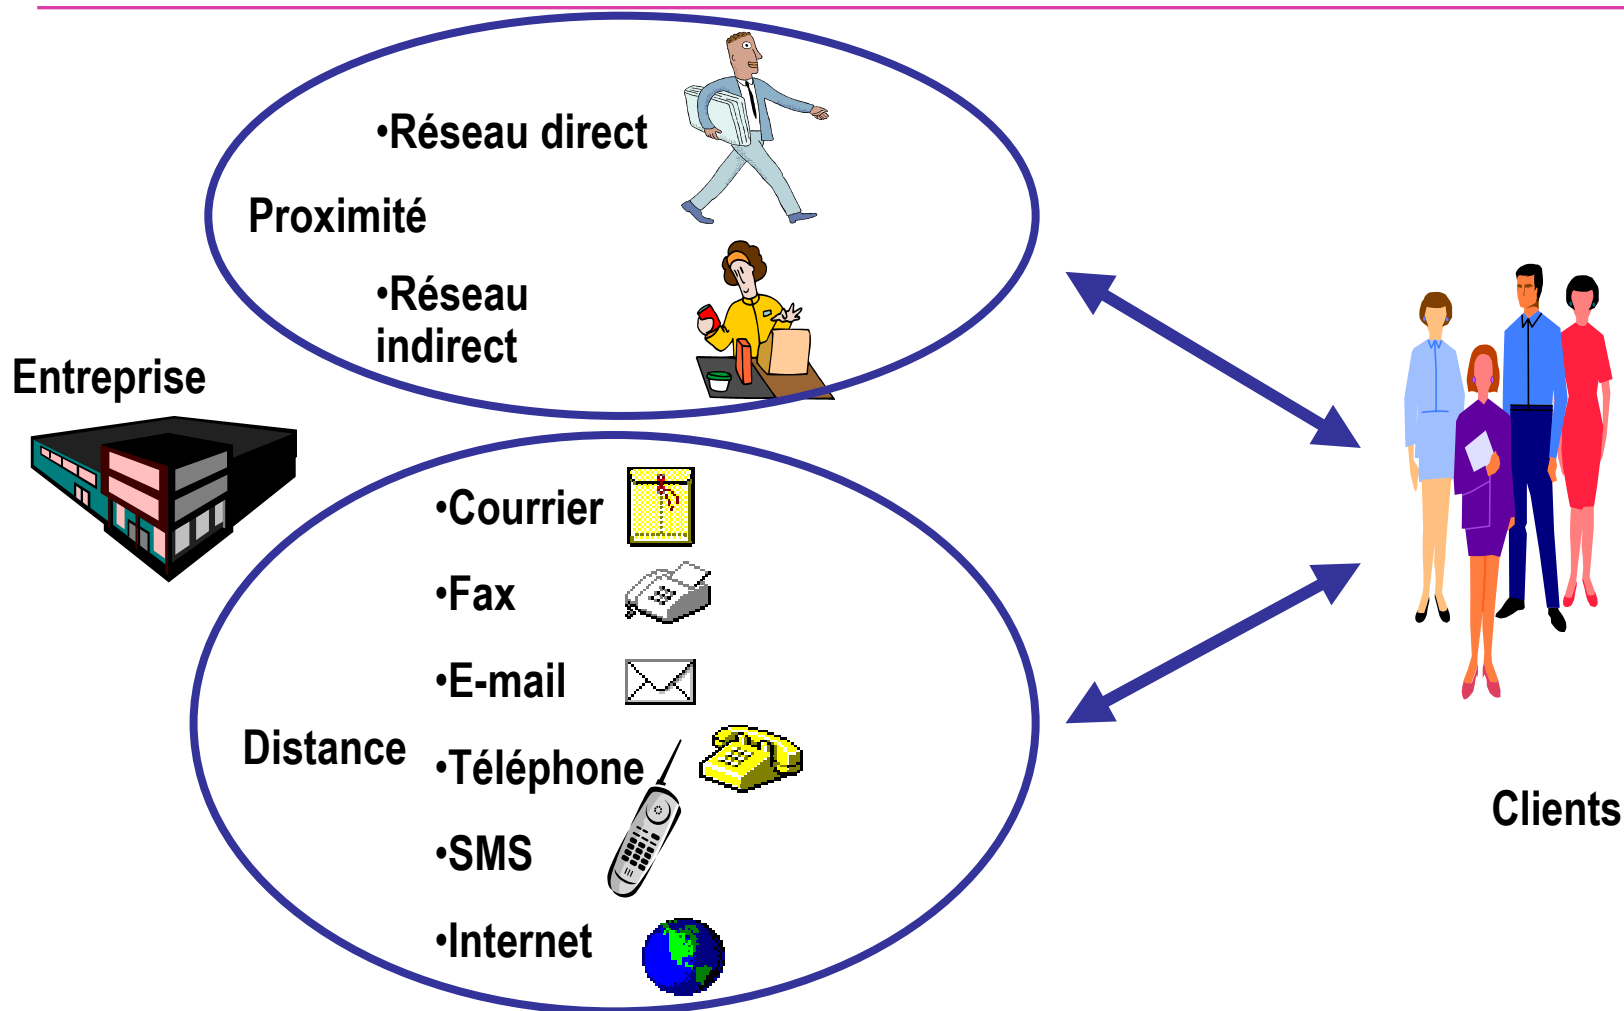 •Réseau direct
Proximité
•Réseau
indirect
Entreprise
•Courrier
•Fax
•E-mail
Distance
•Téléphone
•SMS
•Internet
Clients